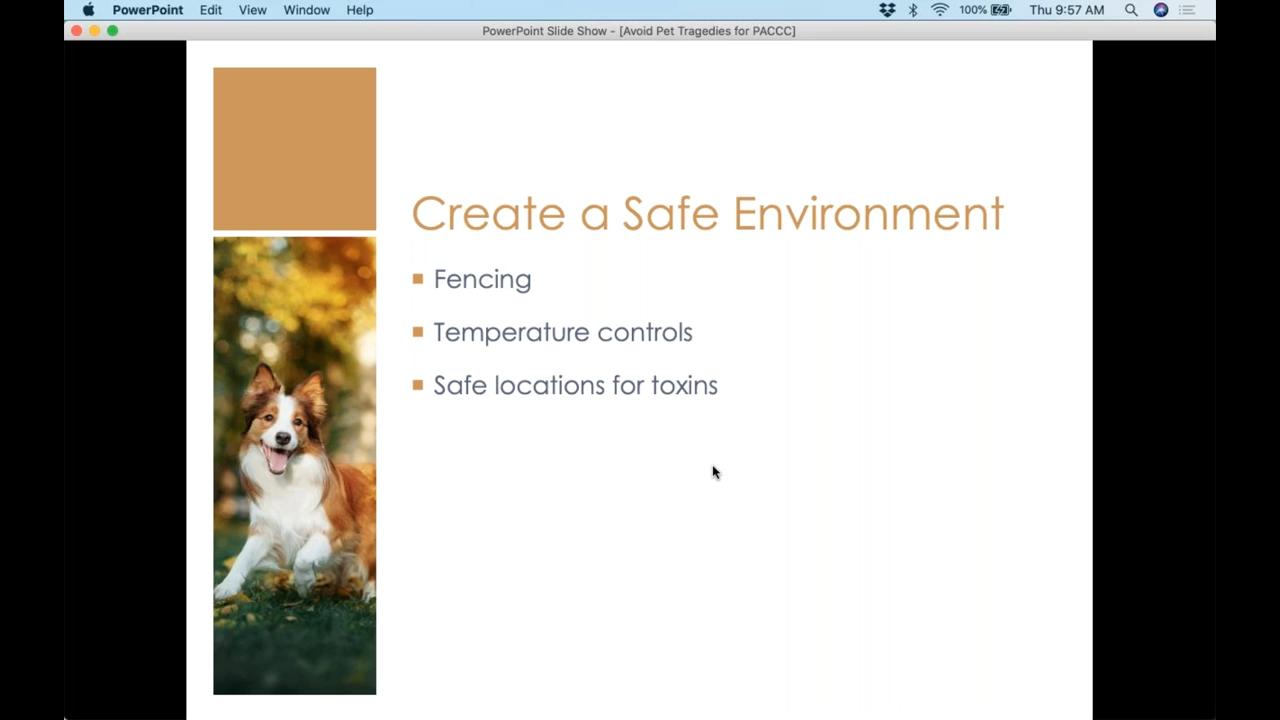 PowerPoint Edit View Window Help 100% Thu 9:57 AM
PowerPoint Slide Show - [Avoid Pet Tragedies for PACCC]
Create a Safe Environment
Fencing
Temperature controls
Safe locations for toxins